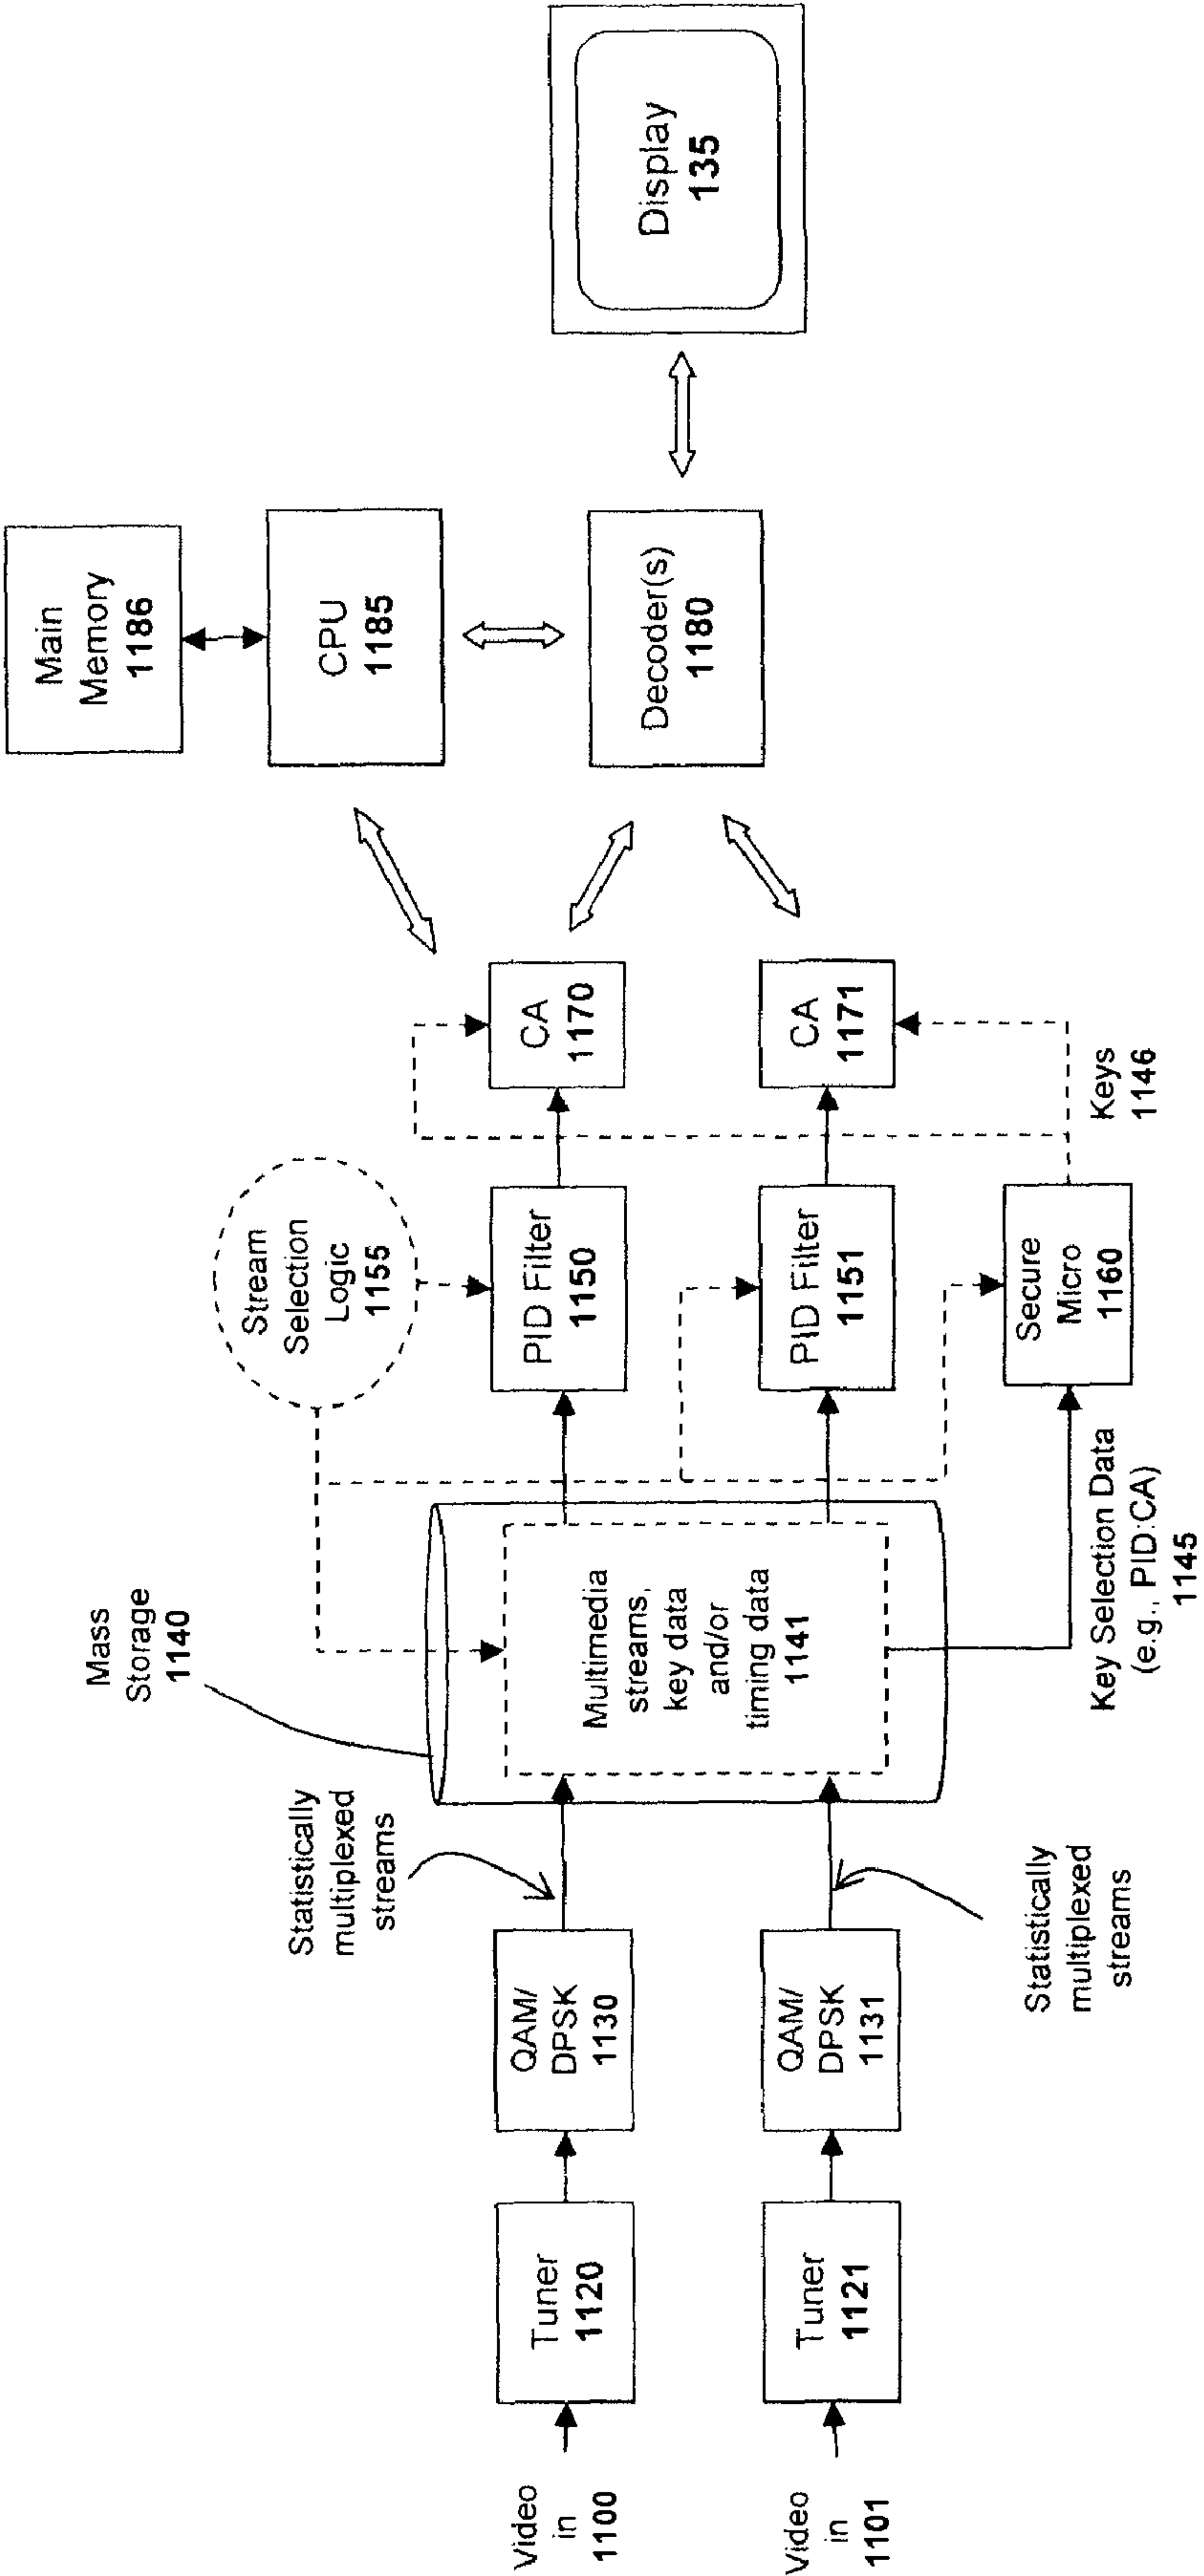 Video
in
1100
Tuner
1120
QAM/
DPSK
1130
Statistically
multiplexed
streams
Mass
Storage
1140
Multimedia
streams,
key data
and/or
timing data
1141
Stream
Selection
Logic
1155
PID Filter
1150
CA
1170
Main
Memory
1186
CPU
1185
Decoder(s)
1180
Display
135
Video
in
1101
Tuner
1121
QAM/
DPSK
1131
Statistically
multiplexed
streams
PID Filter
1151
CA
1171
Key Selection Data
(e.g., PID:CA)
1145
Secure
Micro
1160
Keys
1146